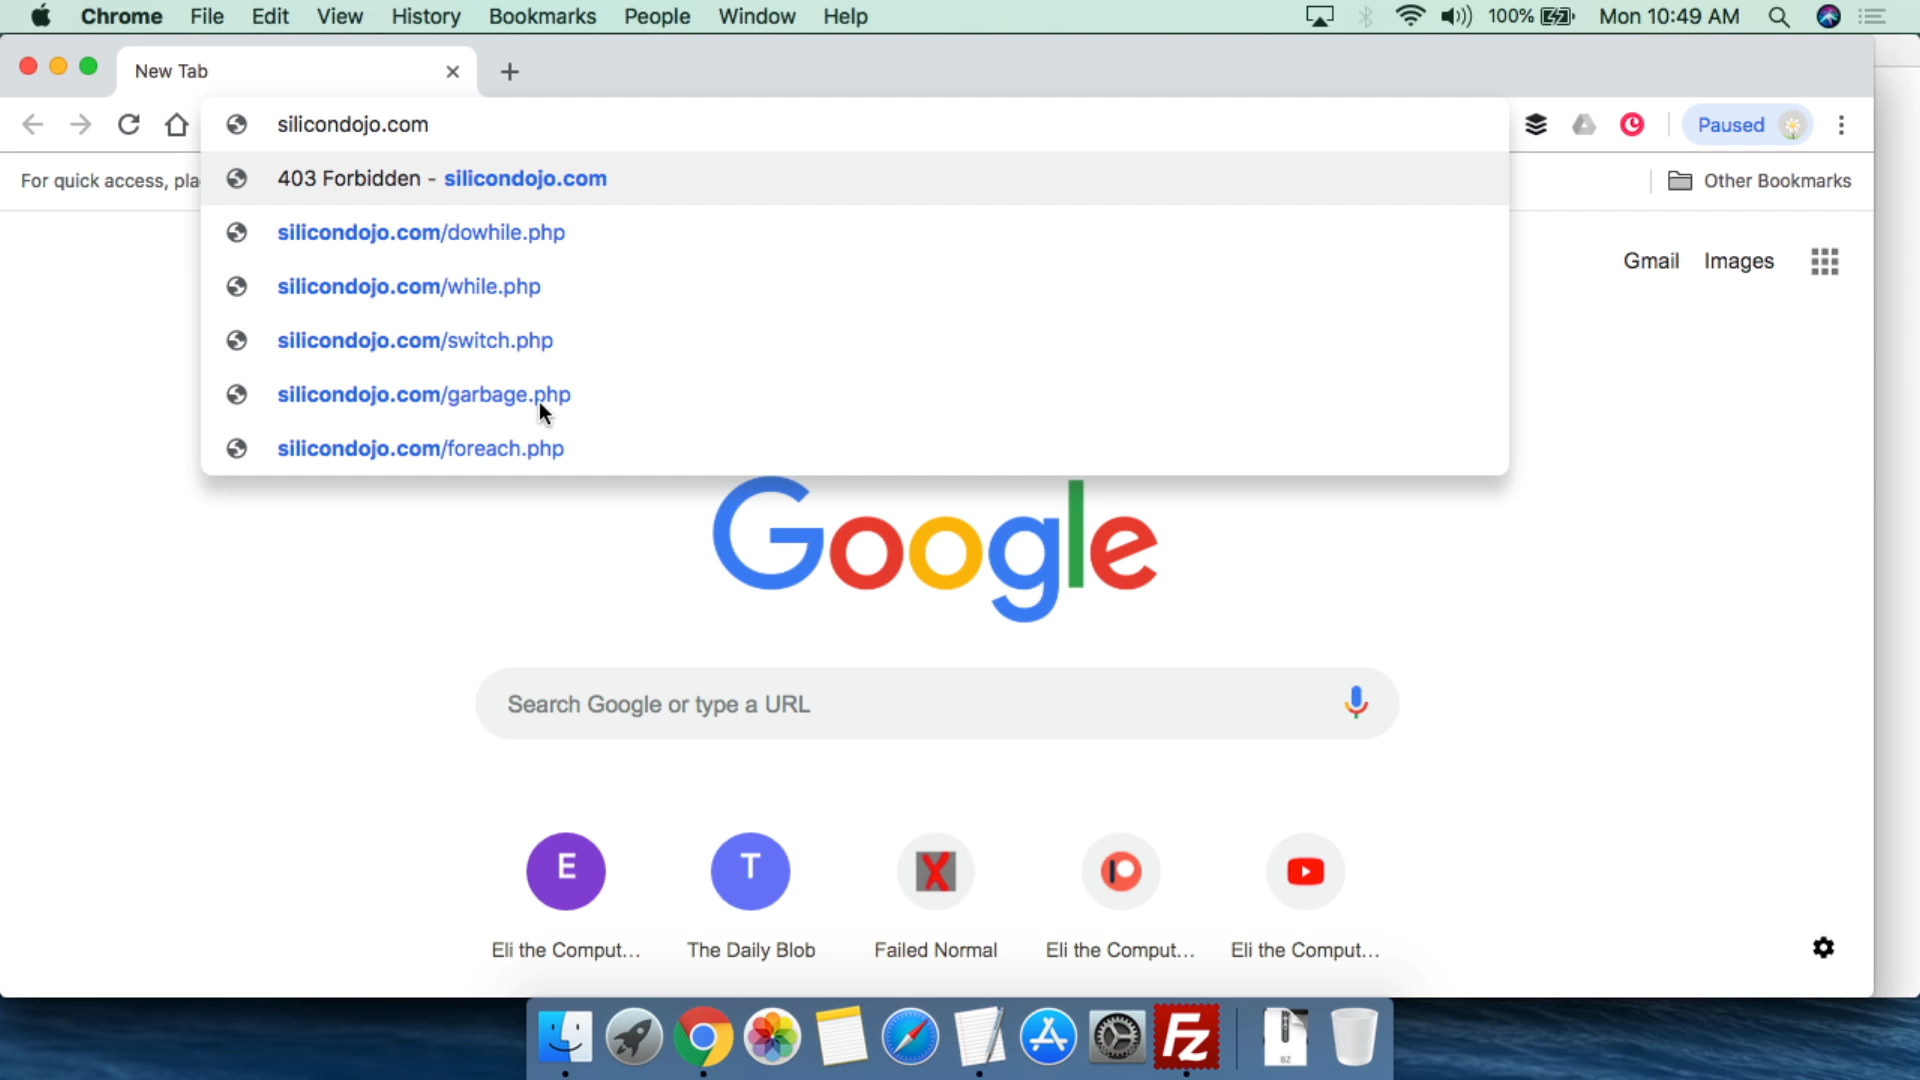 Chrome File Edit View History Bookmarks People Window Help 100% Mon 10:49 AM
New Tab
silicondojo.com
Paused
403 Forbidden - silicondojo.com
For quick access, pla
Other Bookmarks
silicondojo.com/dowhile.php
Gmail Images
silicondojo.com/while.php
silicondojo.com/switch.php
silicondojo.com/garbage.php
silicondojo.com/foreach.php
Google
Search Google or type a URL
E T X
Eli the Comput... The Daily Blob Failed Normal Eli the Comput... Eli the Comput...
Fz
BZ